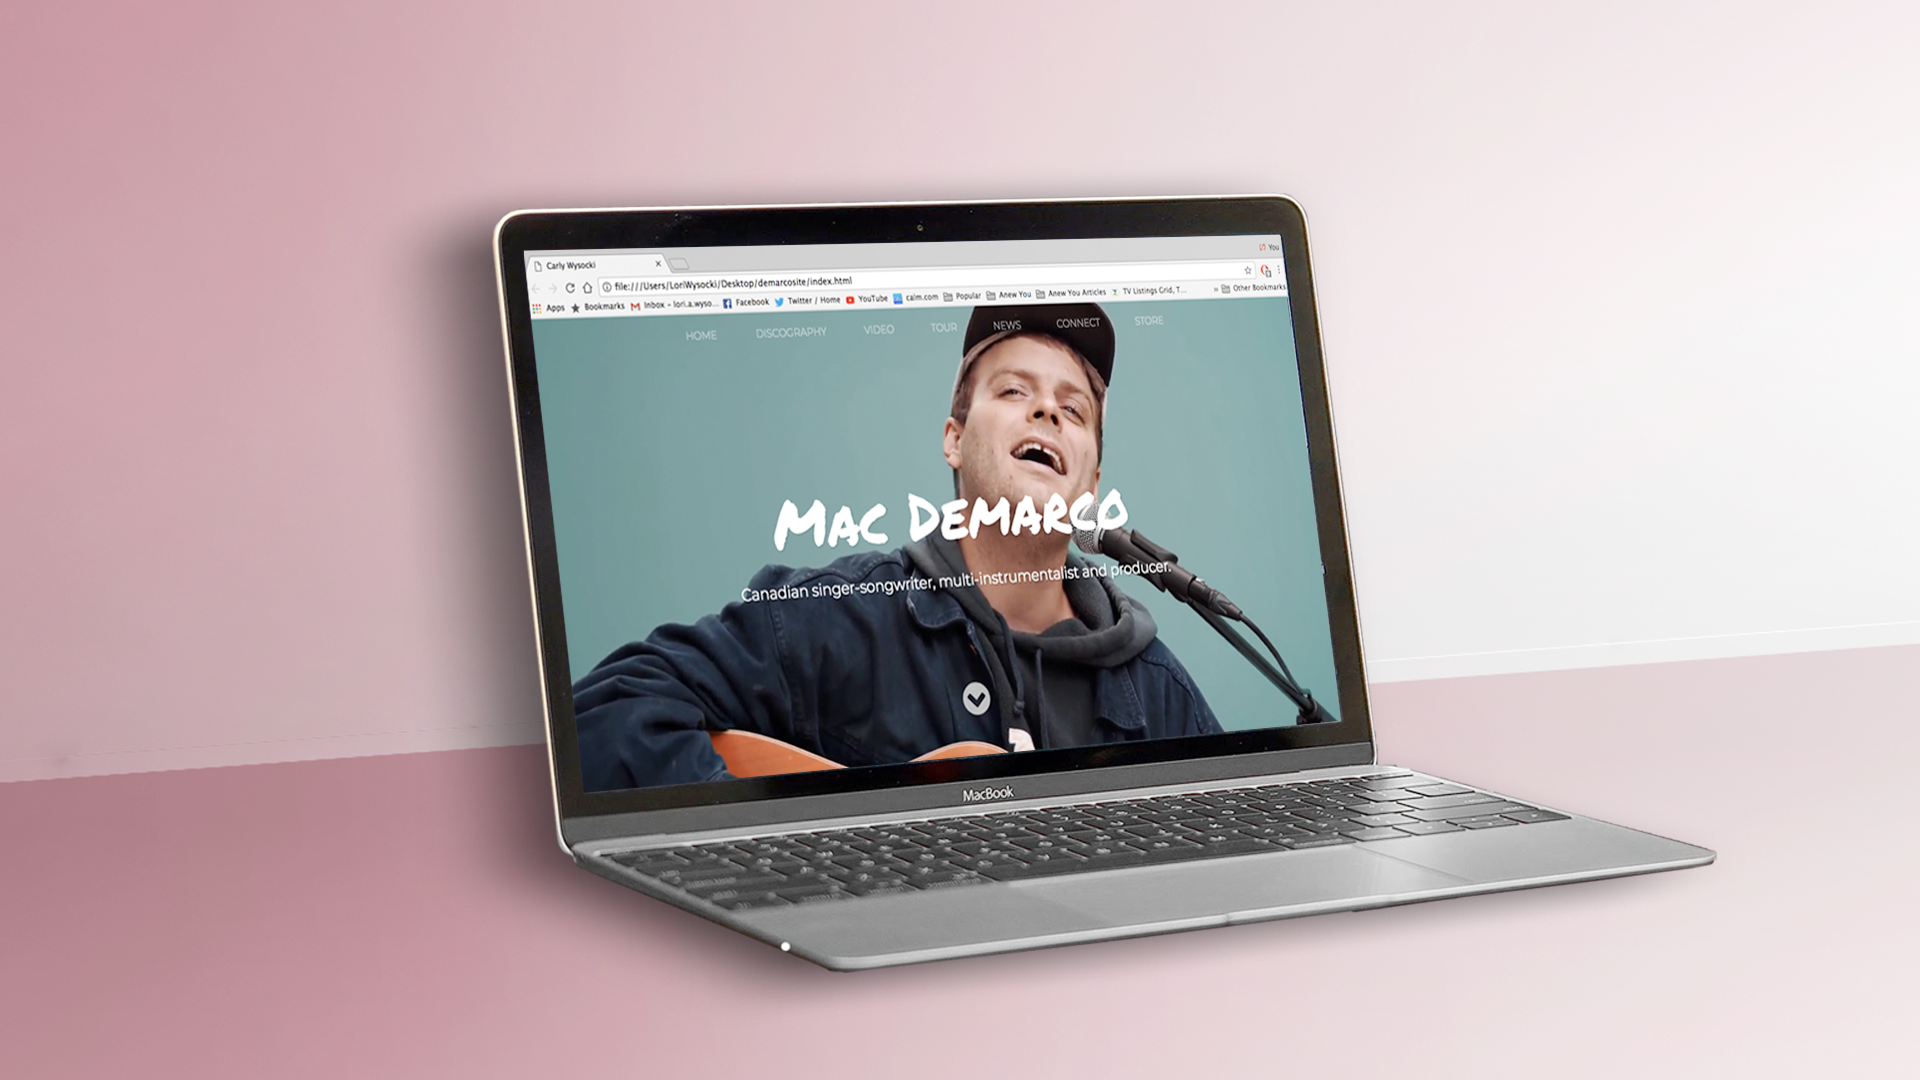 Carly Wysocki
You
file:///Users/LoriWysocki/Desktop/demarcosite/index.html
Apps Bookmarks Inbox – lori.a.wyso... Facebook Twitter / Home YouTube calm.com Popular Anew You Anew You Articles TV Listings Grid, T... » Other Bookmarks
HOME DISCOGRAPHY VIDEO TOUR NEWS CONNECT STORE
MAC DEMARCO
Canadian singer-songwriter, multi-instrumentalist and producer.
MacBook